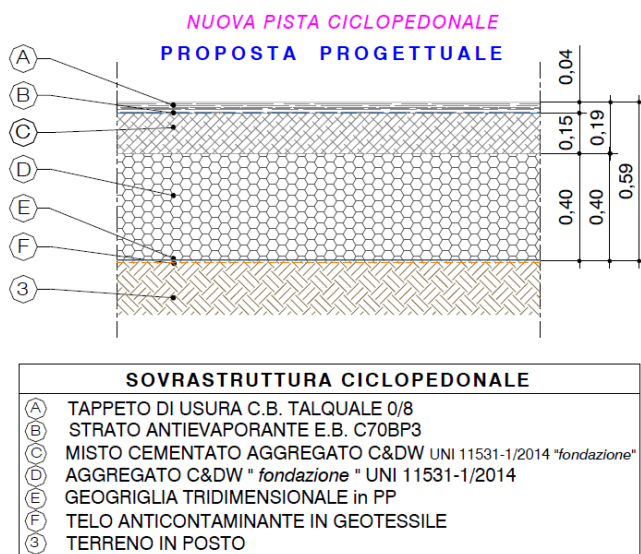 NUOVA PISTA CICLOPEDONALE
PROPOSTA PROGETTUALE
A
B
C
D
E
F
3
0,04
0,15
0,19
0,59
0,40
0,40
SOVRASTRUTTURA CICLOPEDONALE
A TAPPETO DI USURA C.B. TALQUALE 0/8
B STRATO ANTIEVAPORANTE E.B. C70BP3
C MISTO CEMENTATO AGGREGATO C&DW UNI 11531-1/2014 "fondazione"
D AGGREGATO C&DW " fondazione " UNI 11531-1/2014
E GEOGRIGLIA TRIDIMENSIONALE in PP
F TELO ANTICONTAMINANTE IN GEOTESSILE
3 TERRENO IN POSTO